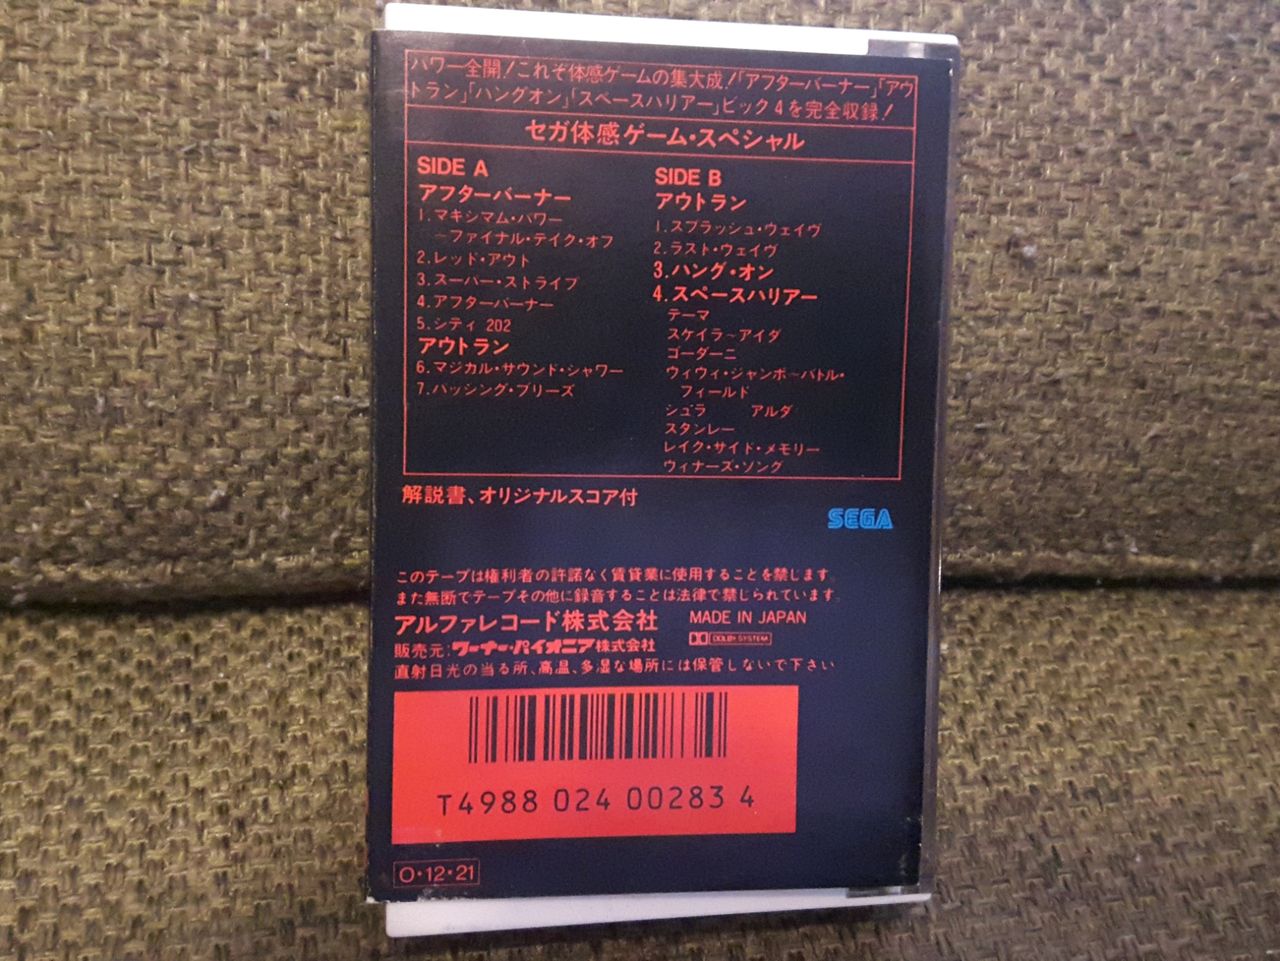 パワー全開!これぞ体感ゲームの集大成!「アフターバーナー」「アウ
トラン」「ハングオン」「スペースハリアー」ビック4を完全収録!
セガ体感ゲーム・スペシャル
SIDE A
アフターバーナー
1.マキシマム・パワー
~ファイナル・テイク・オフ
2.レッド・アウト
3.スーパー・ストライプ
4.アフターバーナー
5.シティ 202
アウトラン
6.マジカル・サウンド・シャワー
7.パッシング・ブリーズ
SIDE B
アウトラン
1.スプラッシュ・ウェイヴ
2.ラスト・ウェイヴ
3.ハング・オン
4.スペースハリアー
テーマ
スケイラ~アイダ
ゴーダーニ
ウィウィ・ジャンボ~バトル・
フィールド
シュラ アルダ
スタンレー
レイク・サイド・メモリー
ウィナーズ・ソング
解説書、オリジナルスコア付
SEGA
このテープは権利者の許諾なく賃貸業に使用することを禁じます。
また無断でテープその他に録音することは法律で禁じられています。
アルファレコード株式会社 MADE IN JAPAN
販売元:ワーナー・パイオニア株式会社 DOLBY SYSTEM
直射日光の当る所、高温、多湿な場所には保管しないで下さい
T4988 024 00283 4
O・12・21